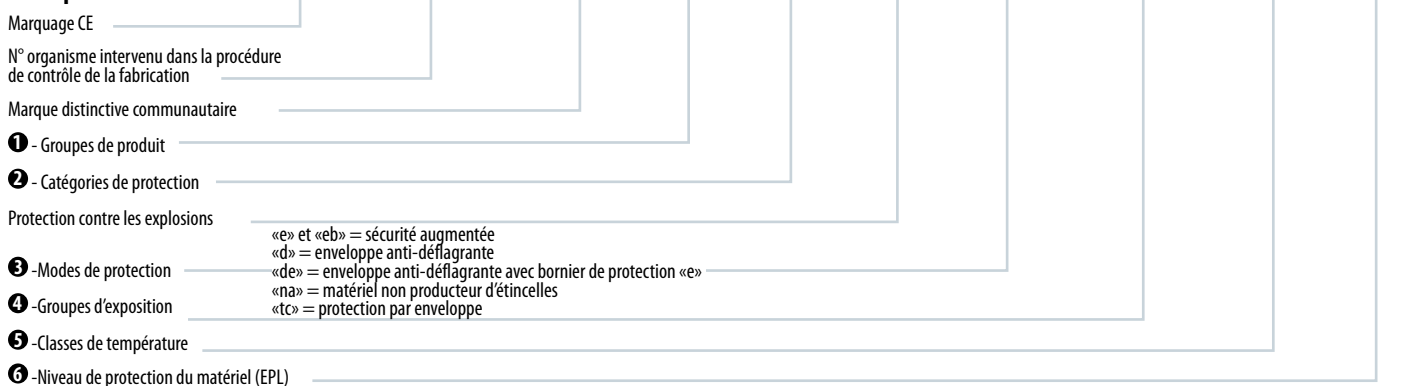 Marquage CE
N° organisme intervenu dans la procédure
de contrôle de la fabrication
Marque distinctive communautaire
❶ - Groupes de produit
❷ - Catégories de protection
Protection contre les explosions
«e» et «eb» = sécurité augmentée
«d» = enveloppe anti-déflagrante
❸ -Modes de protection «de» = enveloppe anti-déflagrante avec bornier de protection «e»
«na» = matériel non producteur d'étincelles
❹ -Groupes d'exposition «tc» = protection par enveloppe
❺ -Classes de température
❻ -Niveau de protection du matériel (EPL)